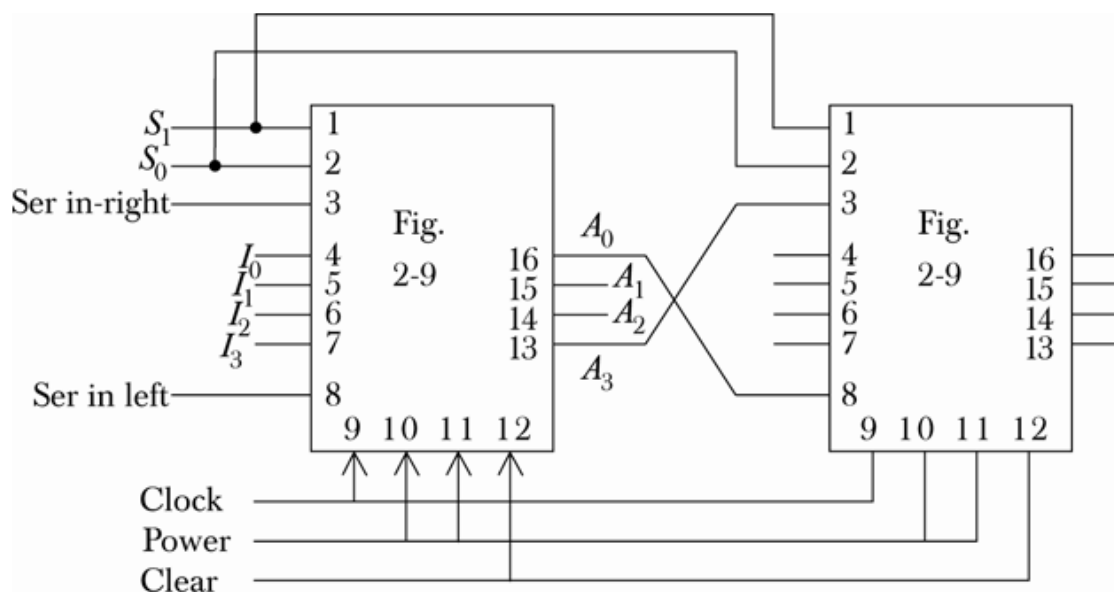 S1
1
1
S0
2
2
Ser in-right
3
3
Fig.
2-9
Fig.
2-9
I0
4
16
A0
4
16
I1
5
15
A1
5
15
I2
6
14
A2
6
14
I3
7
13
A3
7
13
Ser in left
8
8
9 10 11 12
9 10 11 12
Clock
Power
Clear